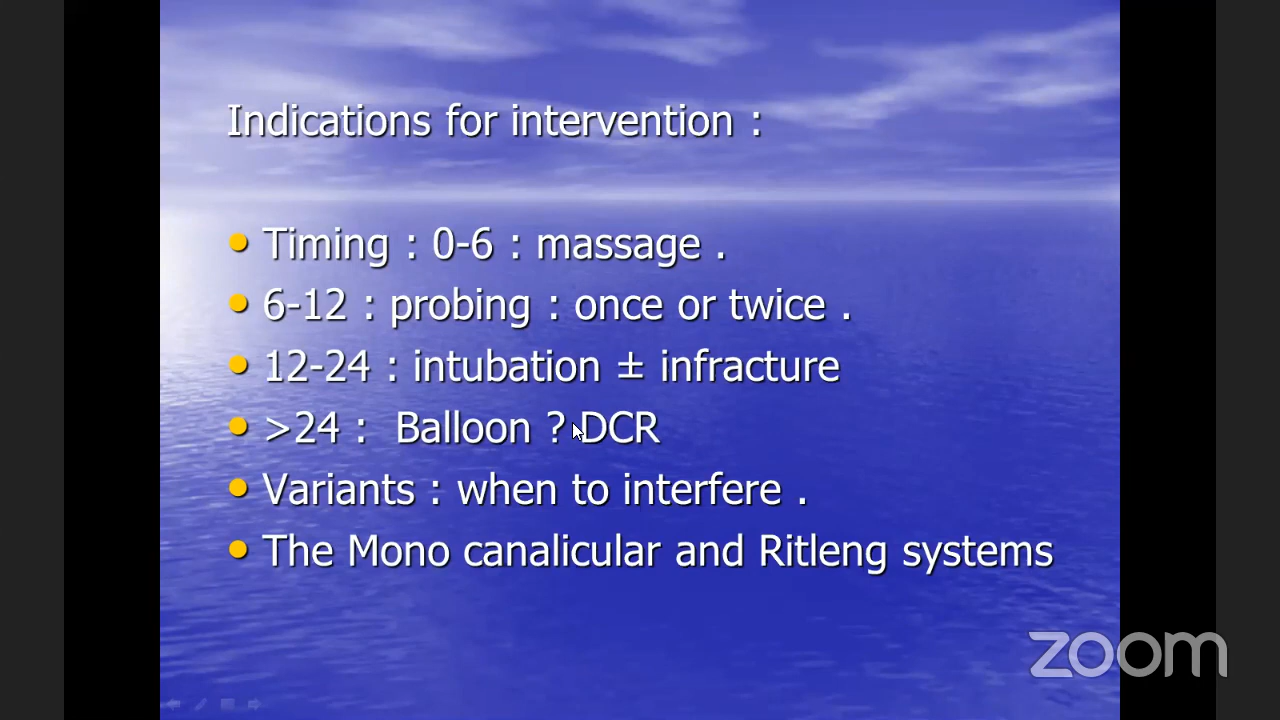 Indications for intervention :
Timing : 0-6 : massage .
6-12 : probing : once or twice .
12-24 : intubation ± infracture
>24 : Balloon ? DCR
Variants : when to interfere .
The Mono canalicular and Ritleng systems
zoom